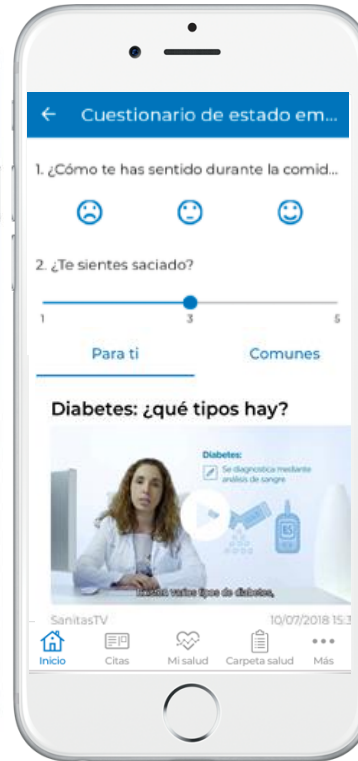 Cuestionario de estado em...
1. ¿Cómo te has sentido durante la comid...
2. ¿Te sientes saciado?
1 3 5
Para ti Comunes
Diabetes: ¿qué tipos hay?
Diabetes:
Se diagnostica mediante
análisis de sangre
Existen varios tipos de diabetes,
SanitasTV 10/07/2018 15:3
Inicio Citas Mi salud Carpeta salud Más